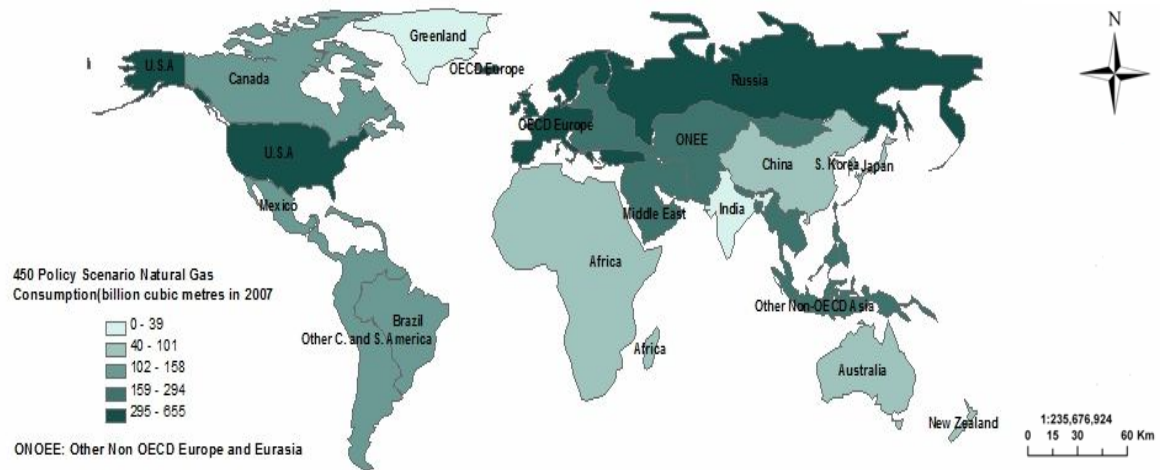 N
Greenland
OECD Europe
U.S.A
Canada
Russia
OECD Europe
ONEE
U.S.A
China
S. Korea
Japan
Mexico
India
Middle East
Africa
Other Non-OECD Asia
Brazil
Other C. and S. America
Africa
Australia
New Zealand
450 Policy Scenario Natural Gas
Consumption(billion cubic metres in 2007
0 - 39
40 - 101
102 - 158
159 - 294
295 - 655
ONOEE: Other Non OECD Europe and Eurasia
1:235,676,924
0 15 30 60 Km